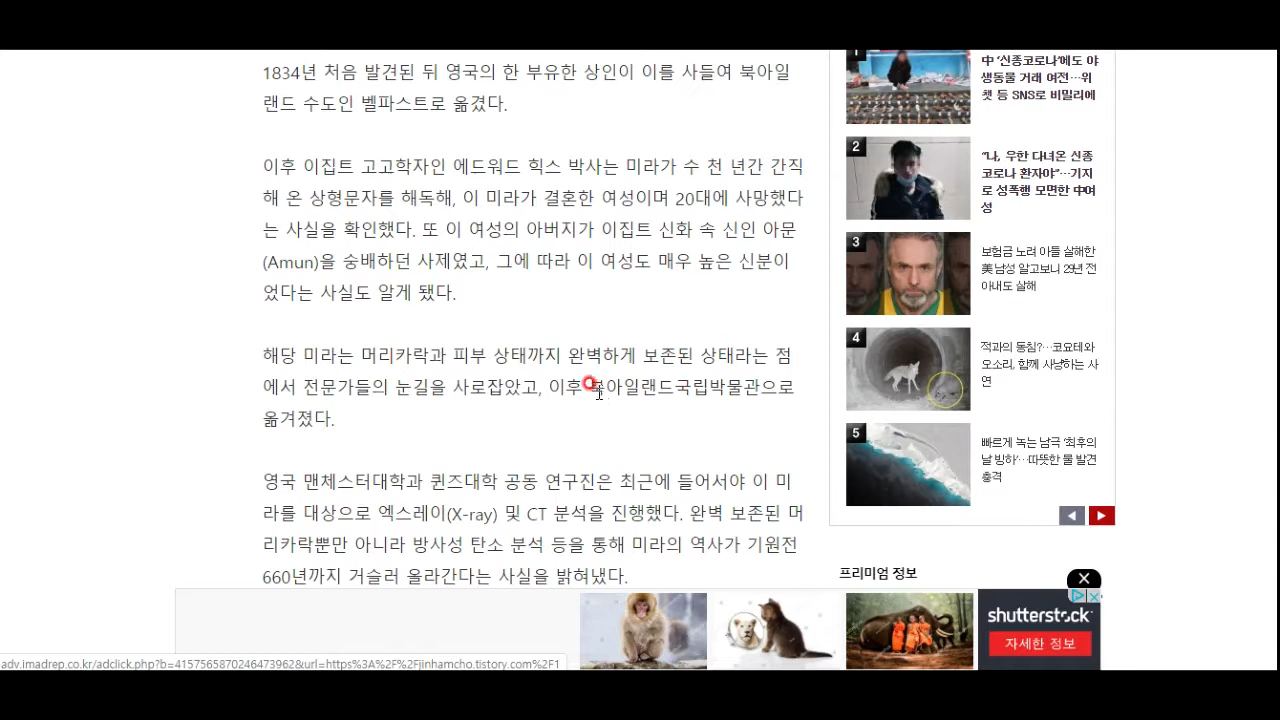 1834년 처음 발견된 뒤 영국의 한 부유한 상인이 이를 사들여 북아일
랜드 수도인 벨파스트로 옮겼다.
이후 이집트 고고학자인 에드워드 힉스 박사는 미라가 수 천 년간 간직
해 온 상형문자를 해독해, 이 미라가 결혼한 여성이며 20대에 사망했다
는 사실을 확인했다. 또 이 여성의 아버지가 이집트 신화 속 신인 아문
(Amun)을 숭배하던 사제였고, 그에 따라 이 여성도 매우 높은 신분이
었다는 사실도 알게 됐다.
해당 미라는 머리카락과 피부 상태까지 완벽하게 보존된 상태라는 점
에서 전문가들의 눈길을 사로잡았고, 이후 북아일랜드국립박물관으로
옮겨졌다.
영국 맨체스터대학과 퀸즈대학 공동 연구진은 최근에 들어서야 이 미
라를 대상으로 엑스레이(X-ray) 및 CT 분석을 진행했다. 완벽 보존된 머
리카락뿐만 아니라 방사성 탄소 분석 등을 통해 미라의 역사가 기원전
660년까지 거슬러 올라간다는 사실을 밝혀냈다.
1
中 ‘신종코로나’에도 야
생동물 거래 여전…위
챗 등 SNS로 비밀리에
2
“나, 우한 다녀온 신종
코로나 환자야”…기지
로 성폭행 모면한 中여
성
3
보험금 노려 아들 살해한
美 남성 알고보니 29년 전
아내도 살해
4
적과의 동침?…코요테와
오소리, 함께 사냥하는 사
연
5
빠르게 녹는 남극 ‘최후의
날 빙하’…따뜻한 물 발견
충격
프리미엄 정보
shutterstock
자세한 정보
adv.imadrep.co.kr/adclick.php?b=4157565870246473962&url=https%3A%2F%2Fjinhamcho.tistory.com%2F1